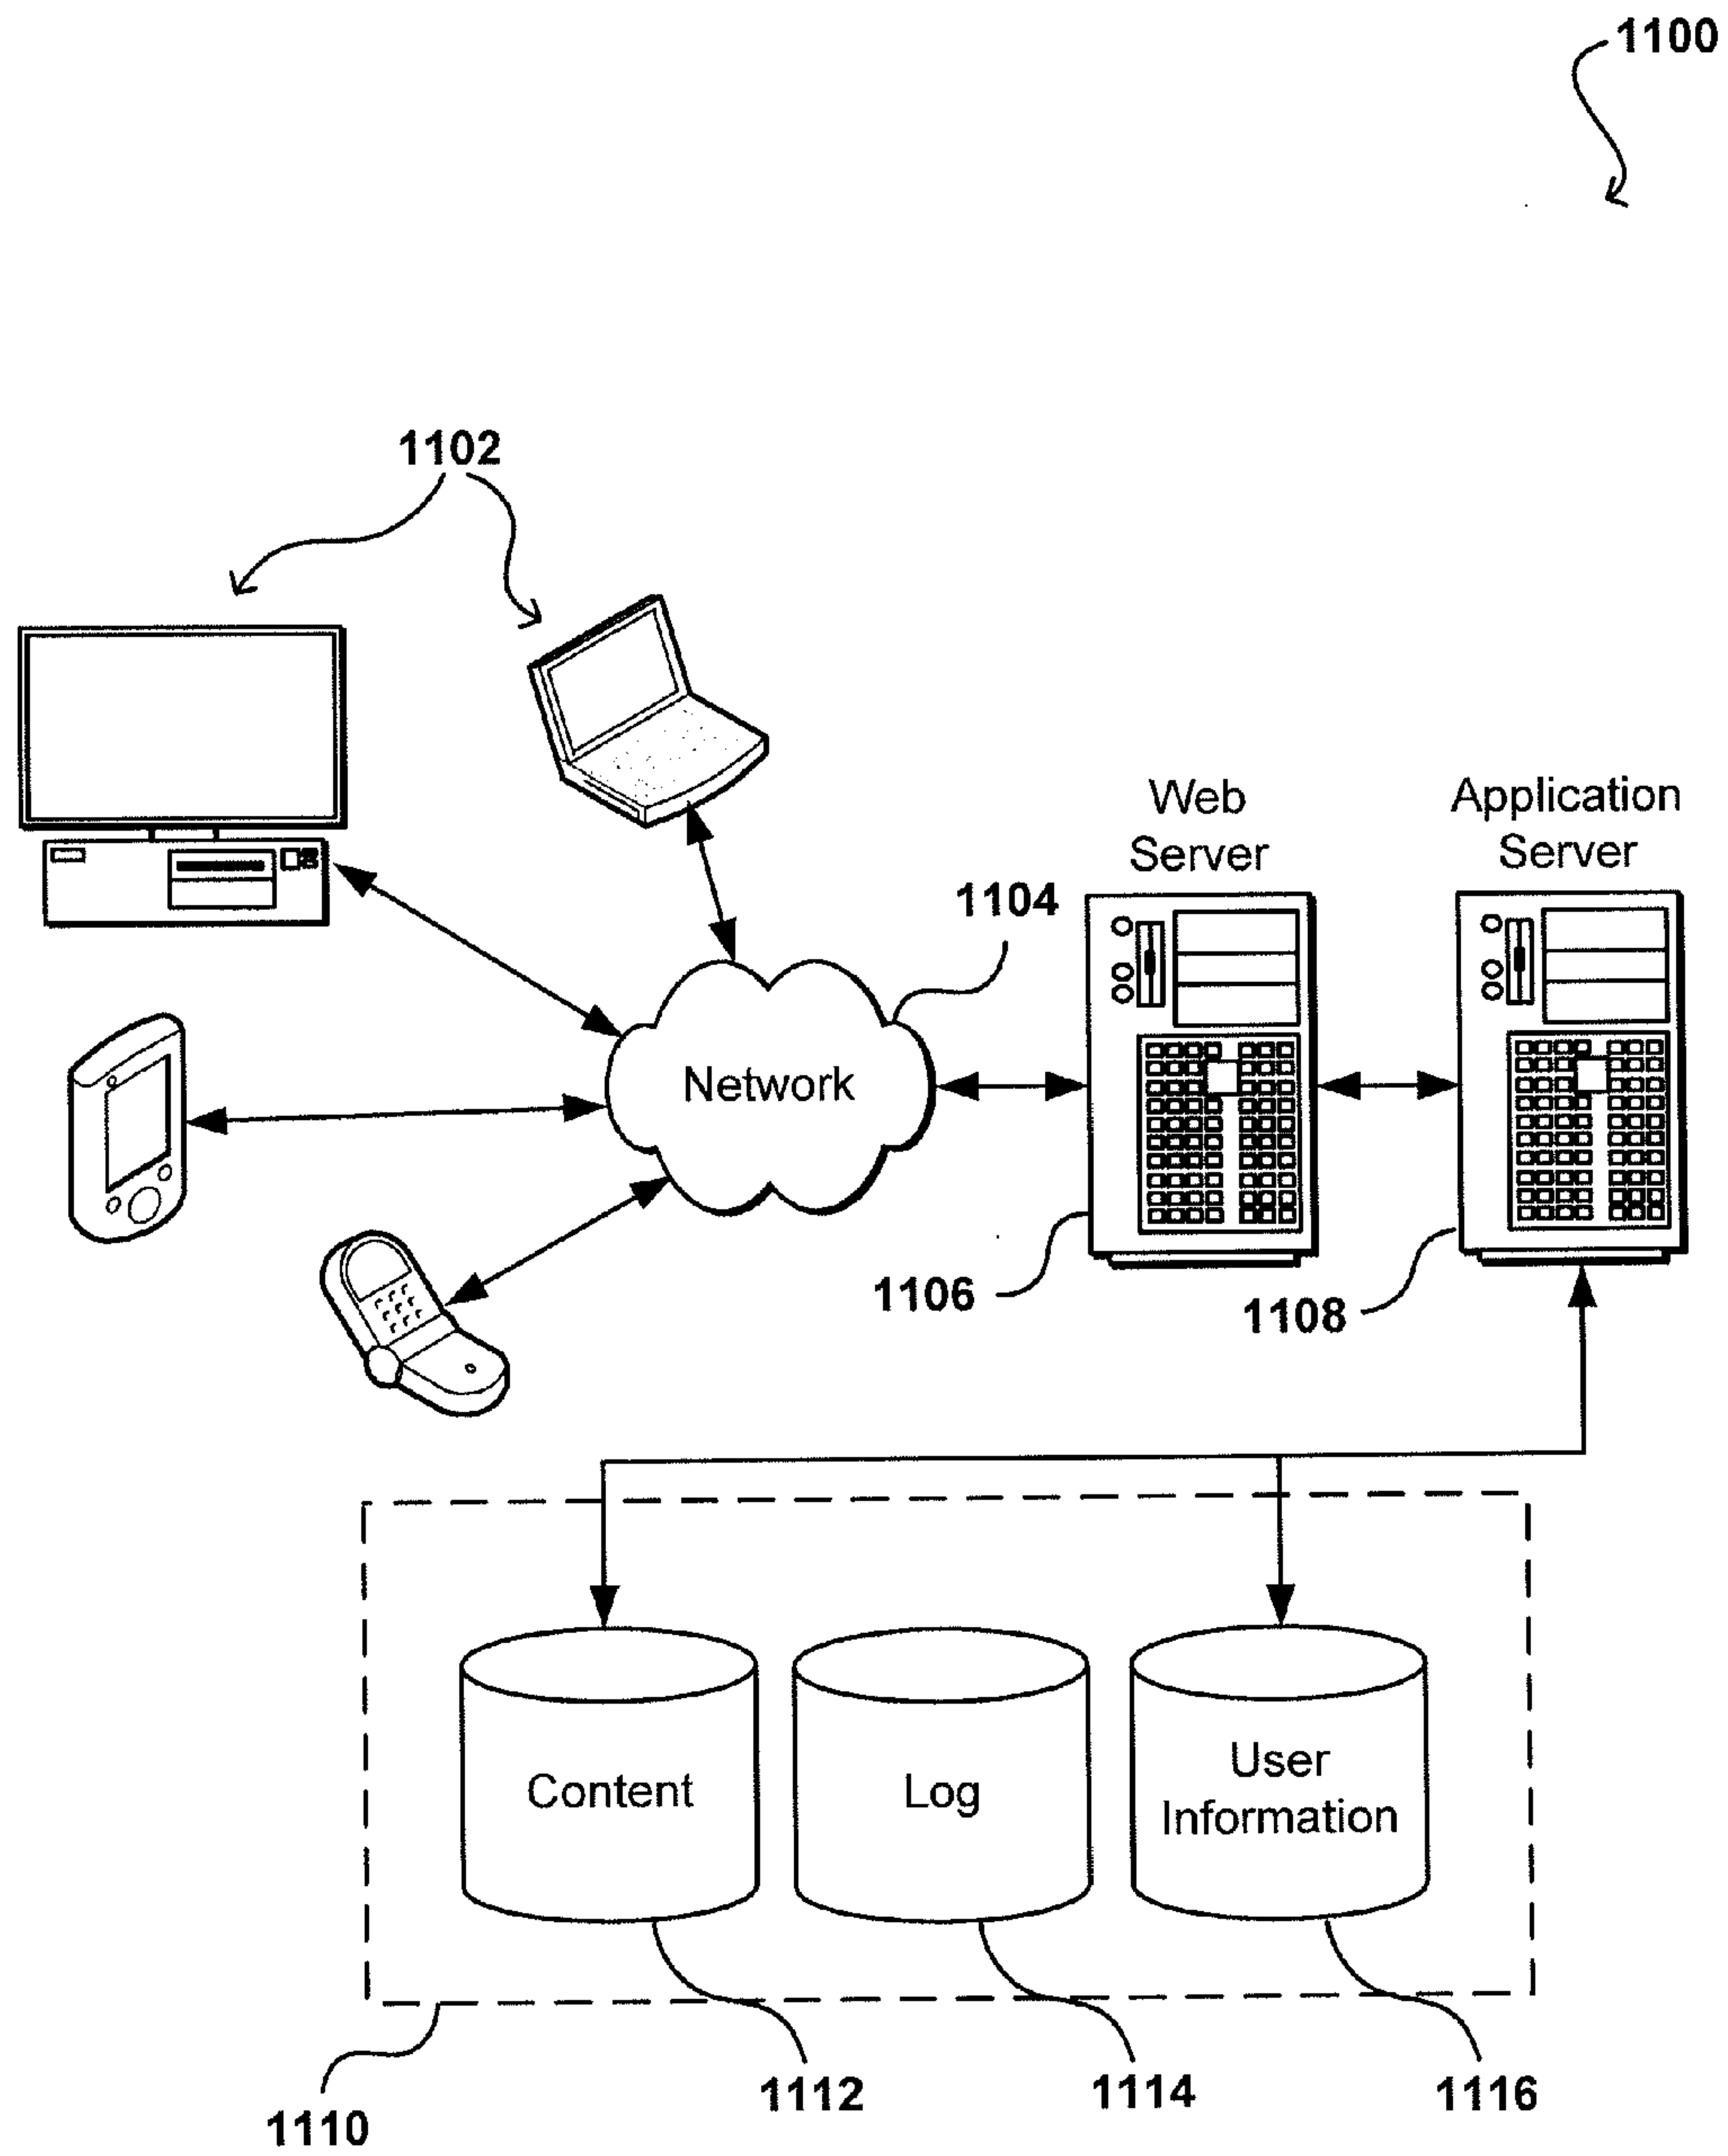 1100
1102
Web
Server
Application
Server
1104
Network
1106
1108
Content
Log
User
Information
1112
1114
1116
1110